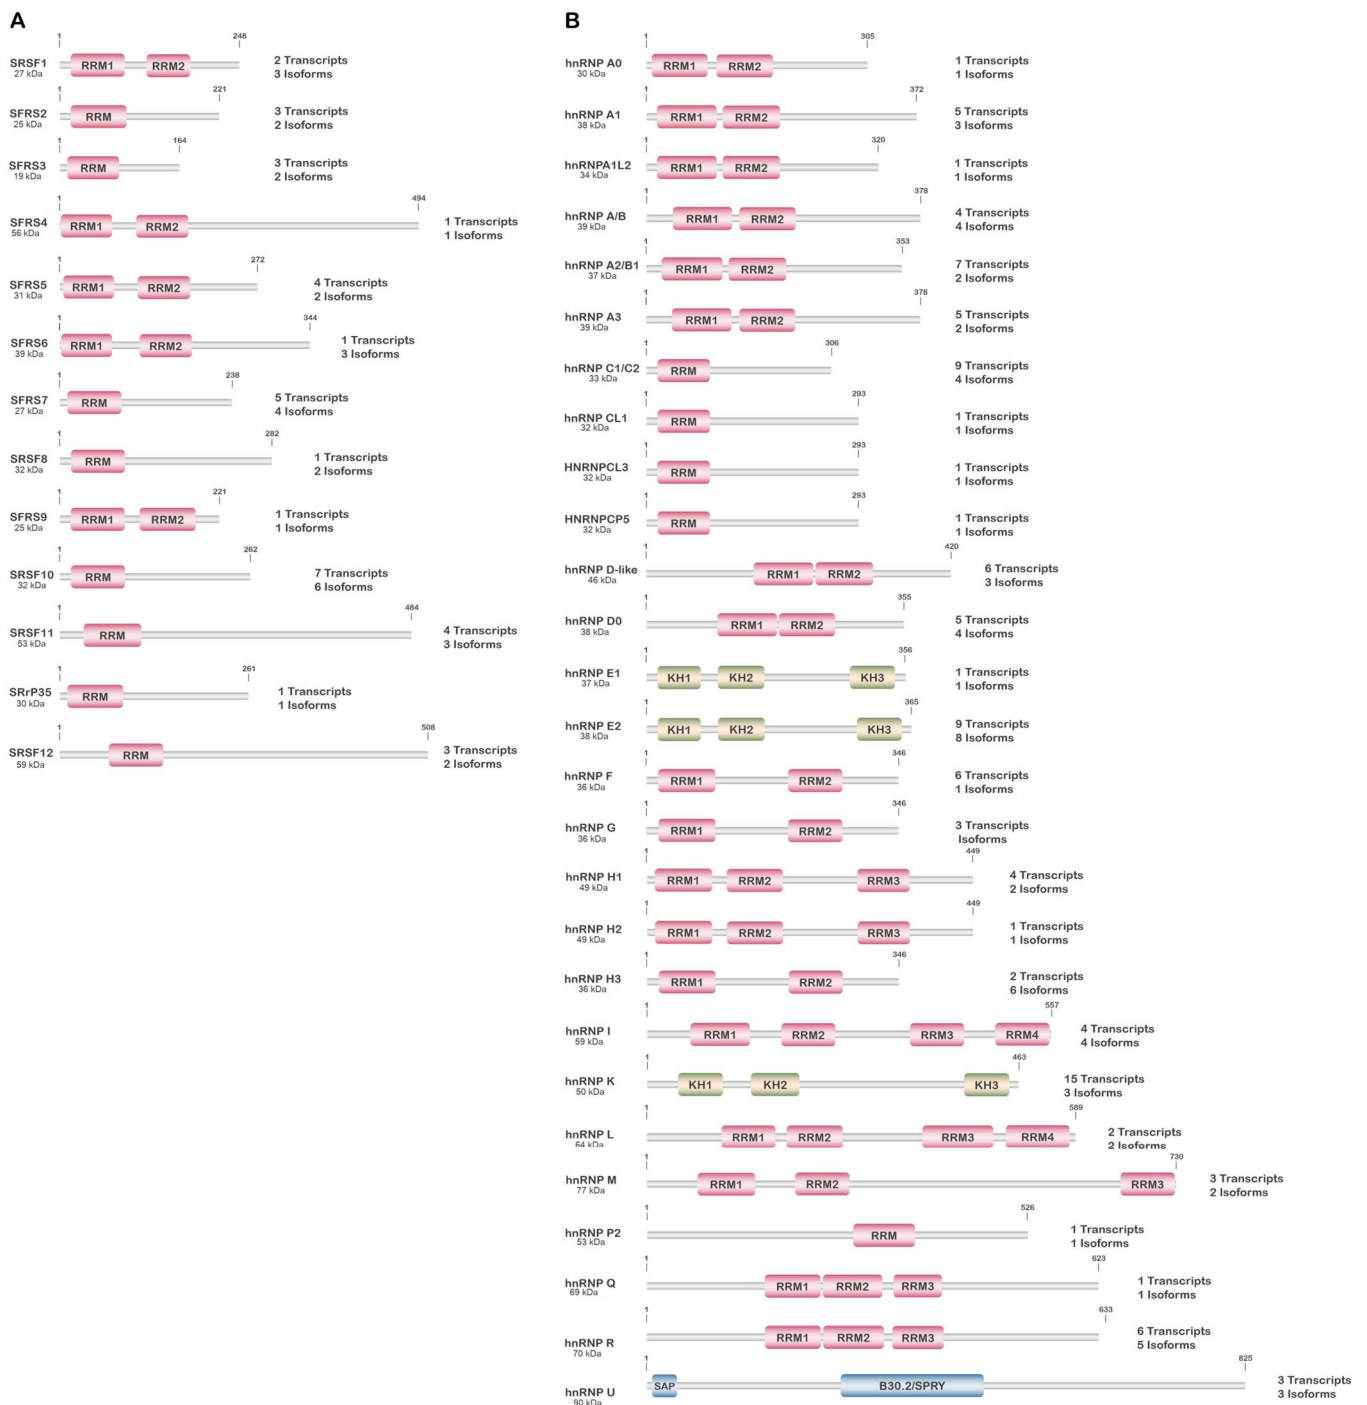 A
1 248
SRSF1 RRM1 RRM2 2 Transcripts
27 kDa 3 Isoforms
1 221
SFRS2 RRM 3 Transcripts
25 kDa 2 Isoforms
1 164
SFRS3 RRM 3 Transcripts
19 kDa 2 Isoforms
1 494
SFRS4 RRM1 RRM2 1 Transcripts
56 kDa 1 Isoforms
1 272
SFRS5 RRM1 RRM2 4 Transcripts
31 kDa 2 Isoforms
1 344
SFRS6 RRM1 RRM2 1 Transcripts
39 kDa 3 Isoforms
1 238
SFRS7 RRM 5 Transcripts
27 kDa 4 Isoforms
1 282
SRSF8 RRM 1 Transcripts
32 kDa 2 Isoforms
1 221
SFRS9 RRM1 RRM2 1 Transcripts
25 kDa 1 Isoforms
1 262
SRSF10 RRM 7 Transcripts
32 kDa 6 Isoforms
1 484
SRSF11 RRM 4 Transcripts
53 kDa 3 Isoforms
1 261
SRrP35 RRM 1 Transcripts
30 kDa 1 Isoforms
1 508
SRSF12 RRM 3 Transcripts
59 kDa 2 Isoforms
B
1 305
hnRNP A0 RRM1 RRM2 1 Transcripts
30 kDa 1 Isoforms
1 372
hnRNP A1 RRM1 RRM2 5 Transcripts
38 kDa 3 Isoforms
1 320
hnRNPA1L2 RRM1 RRM2 1 Transcripts
34 kDa 1 Isoforms
1 378
hnRNP A/B RRM1 RRM2 4 Transcripts
39 kDa 4 Isoforms
1 353
hnRNP A2/B1 RRM1 RRM2 7 Transcripts
37 kDa 2 Isoforms
1 378
hnRNP A3 RRM1 RRM2 5 Transcripts
39 kDa 2 Isoforms
1 306
hnRNP C1/C2 RRM 9 Transcripts
33 kDa 4 Isoforms
1 293
hnRNP CL1 RRM 1 Transcripts
32 kDa 1 Isoforms
1 293
HNRNPCL3 RRM 1 Transcripts
32 kDa 1 Isoforms
1 293
HNRNPCP5 RRM 1 Transcripts
32 kDa 1 Isoforms
1 420
hnRNP D-like RRM1 RRM2 6 Transcripts
46 kDa 3 Isoforms
1 355
hnRNP D0 RRM1 RRM2 5 Transcripts
38 kDa 4 Isoforms
1 356
hnRNP E1 KH1 KH2 KH3 1 Transcripts
37 kDa 1 Isoforms
1 365
hnRNP E2 KH1 KH2 KH3 9 Transcripts
38 kDa 8 Isoforms
1 346
hnRNP F RRM1 RRM2 6 Transcripts
36 kDa 1 Isoforms
1 346
hnRNP G RRM1 RRM2 3 Transcripts
36 kDa Isoforms
1 449
hnRNP H1 RRM1 RRM2 RRM3 4 Transcripts
49 kDa 2 Isoforms
1 449
hnRNP H2 RRM1 RRM2 RRM3 1 Transcripts
49 kDa 1 Isoforms
1 346
hnRNP H3 RRM1 RRM2 2 Transcripts
36 kDa 6 Isoforms
1 557
hnRNP I RRM1 RRM2 RRM3 RRM4 4 Transcripts
59 kDa 4 Isoforms
1 463
hnRNP K KH1 KH2 KH3 15 Transcripts
50 kDa 3 Isoforms
1 589
hnRNP L RRM1 RRM2 RRM3 RRM4 2 Transcripts
64 kDa 2 Isoforms
1 730
hnRNP M RRM1 RRM2 RRM3 3 Transcripts
77 kDa 2 Isoforms
1 526
hnRNP P2 RRM 1 Transcripts
53 kDa 1 Isoforms
1 623
hnRNP Q RRM1 RRM2 RRM3 1 Transcripts
69 kDa 1 Isoforms
1 633
hnRNP R RRM1 RRM2 RRM3 6 Transcripts
70 kDa 5 Isoforms
1 825
hnRNP U SAP B30.2/SPRY 3 Transcripts
90 kDa 3 Isoforms